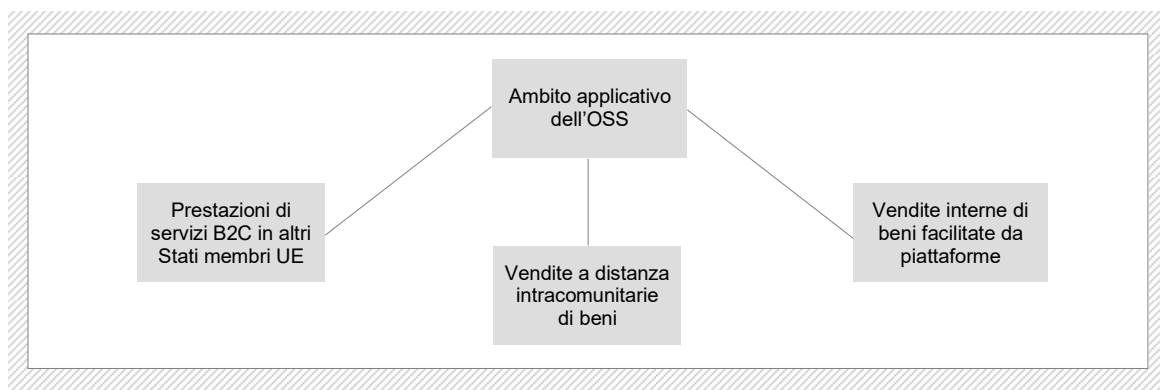 Ambito applicativo
dell’OSS
Prestazioni di
servizi B2C in altri
Stati membri UE
Vendite a distanza
intracomunitarie
di beni
Vendite interne di
beni facilitate da
piattaforme